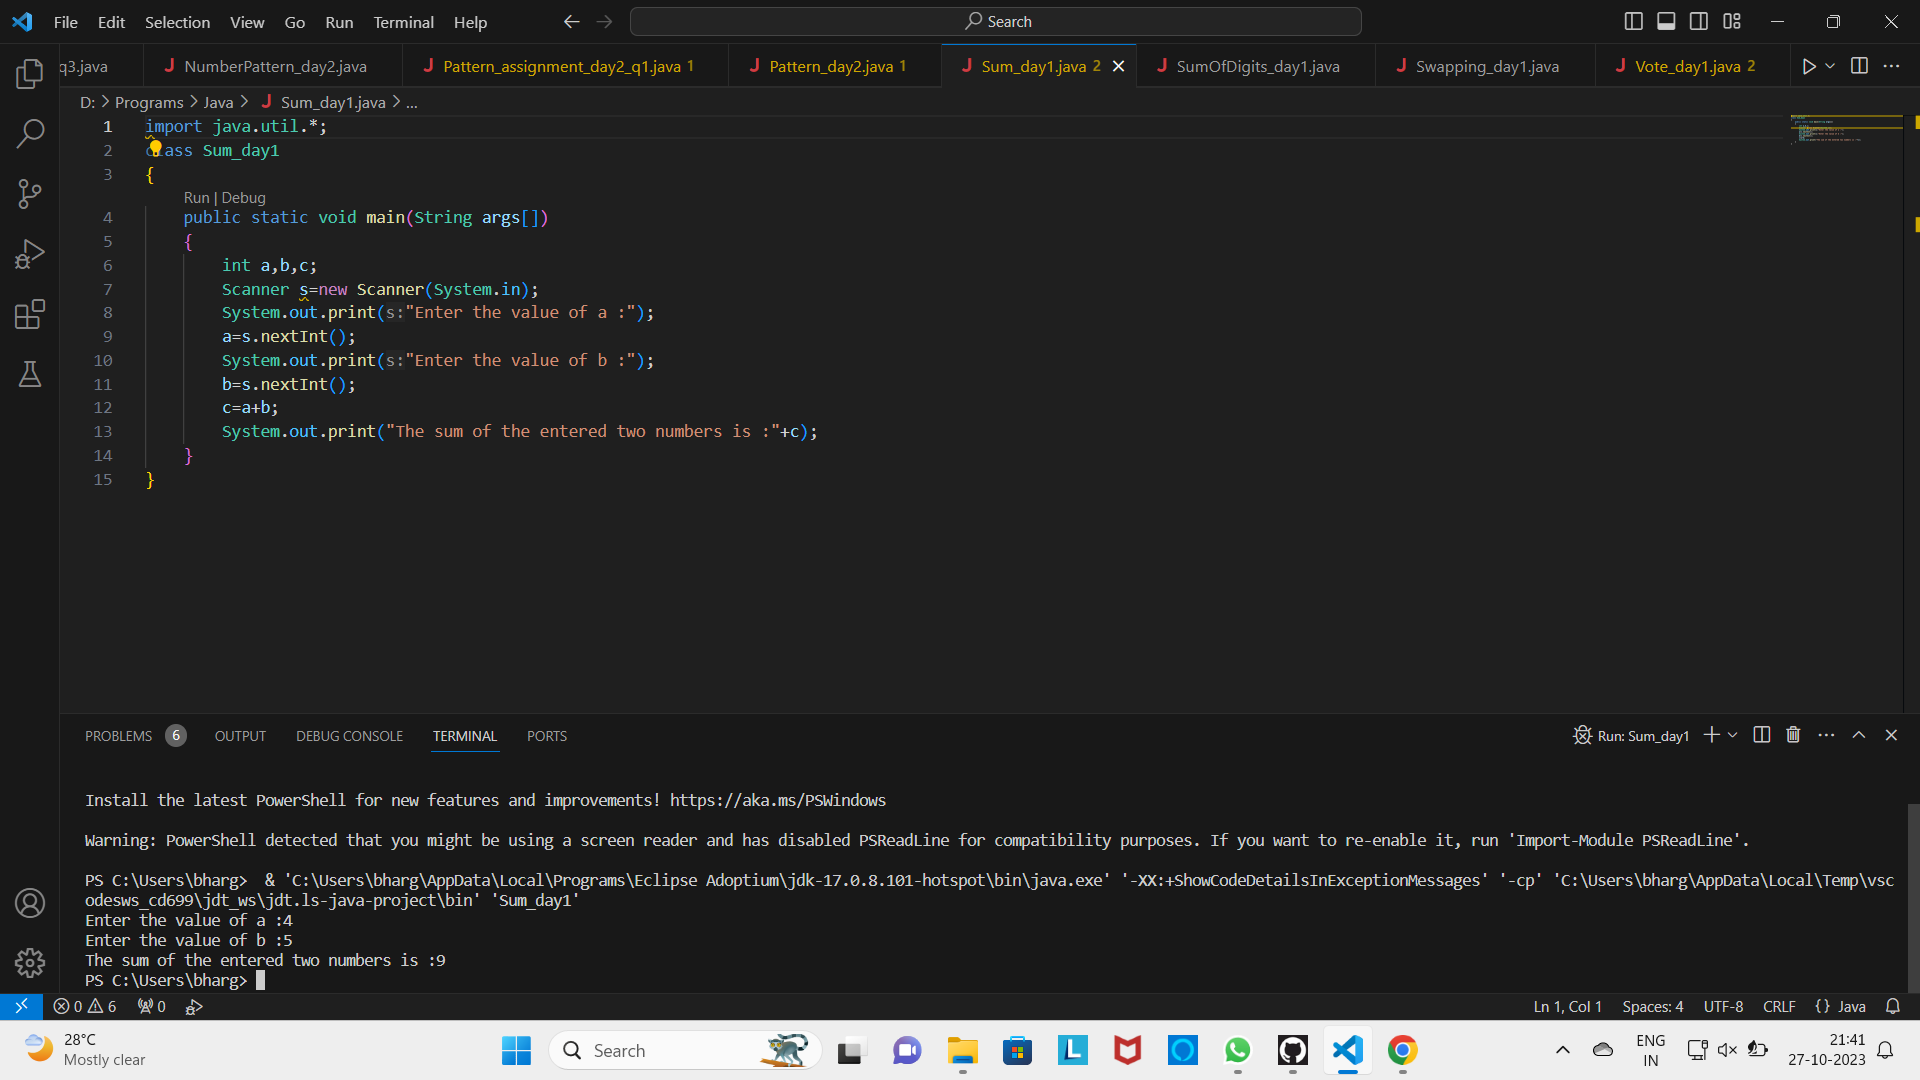 File Edit Selection View Go Run Terminal Help Search
q3.java NumberPattern_day2.java Pattern_assignment_day2_q1.java 1 Pattern_day2.java 1 Sum_day1.java 2 SumOfDigits_day1.java Swapping_day1.java Vote_day1.java 2
D: > Programs > Java > Sum_day1.java > ...
1 import java.util.*;
2 class Sum_day1
3 {
Run | Debug
4 public static void main(String args[])
5 {
6 int a,b,c;
7 Scanner s=new Scanner(System.in);
8 System.out.print(s:"Enter the value of a :");
9 a=s.nextInt();
10 System.out.print(s:"Enter the value of b :");
11 b=s.nextInt();
12 c=a+b;
13 System.out.print("The sum of the entered two numbers is :"+c);
14 }
15 }
PROBLEMS 6 OUTPUT DEBUG CONSOLE TERMINAL PORTS Run: Sum_day1
Install the latest PowerShell for new features and improvements! https://aka.ms/PSWindows
Warning: PowerShell detected that you might be using a screen reader and has disabled PSReadLine for compatibility purposes. If you want to re-enable it, run 'Import-Module PSReadLine'.
PS C:\Users\bharg>  & 'C:\Users\bharg\AppData\Local\Programs\Eclipse Adoptium\jdk-17.0.8.101-hotspot\bin\java.exe' '-XX:+ShowCodeDetailsInExceptionMessages' '-cp' 'C:\Users\bharg\AppData\Local\Temp\vsc
odesws_cd699\jdt_ws\jdt.ls-java-project\bin' 'Sum_day1'
Enter the value of a :4
Enter the value of b :5
The sum of the entered two numbers is :9
PS C:\Users\bharg>
0 6 0 Ln 1, Col 1 Spaces: 4 UTF-8 CRLF {} Java
28°C
Mostly clear
Search
ENG
IN
21:41
27-10-2023